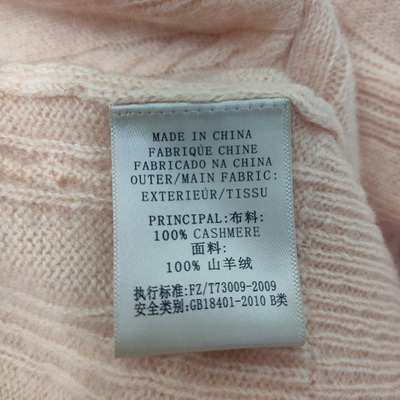 MADE IN CHINA
FABRIQUÉ CHINE
FABRICADO NA CHINA
OUTER/MAIN FABRIC:
EXTERIEÚR/TISSU
PRINCIPAL:布料:
100% CASHMERE
面料:
100% 山羊绒
执行标准:FZ/T73009-2009
安全类别:GB18401-2010 B类